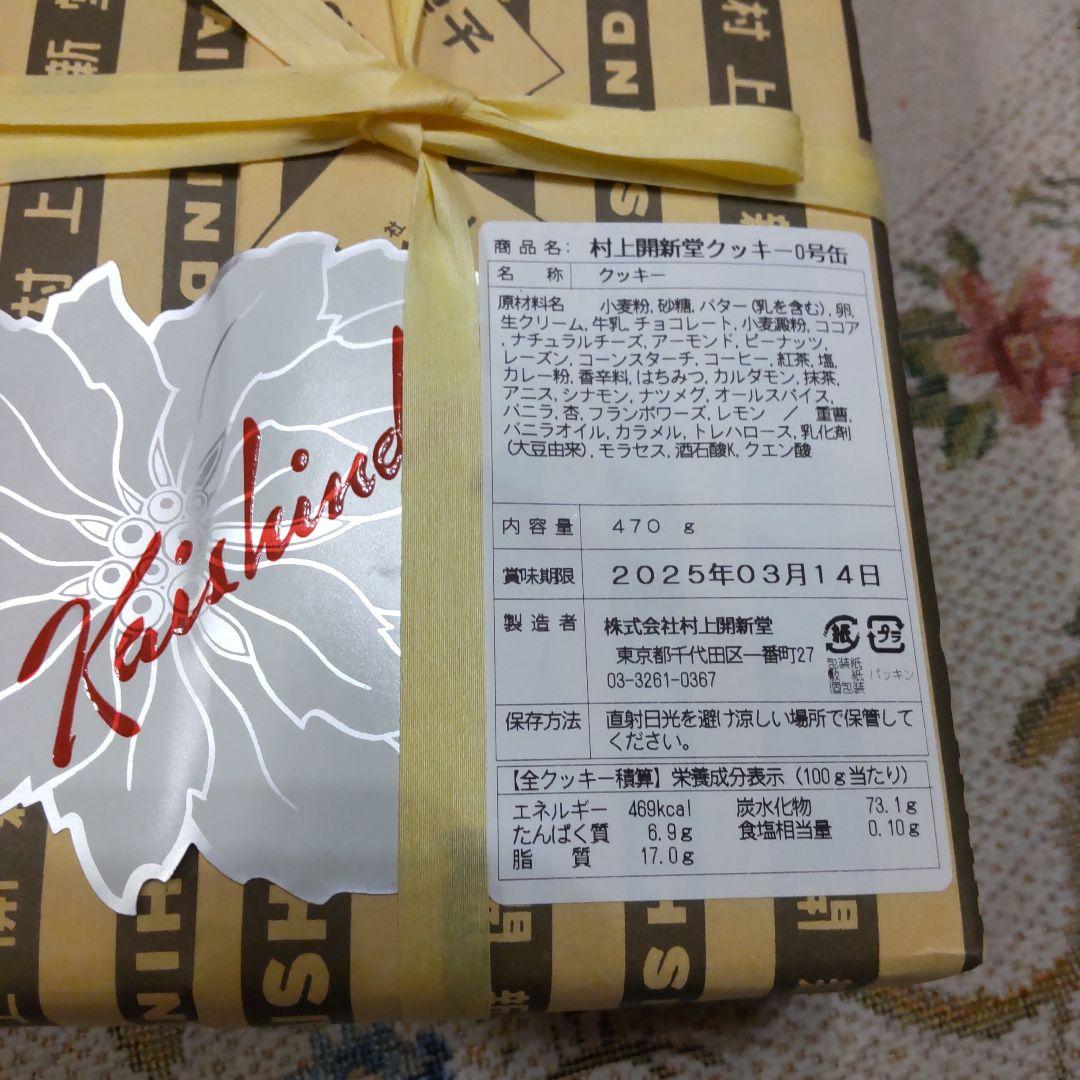 商品名: 村上開新堂クッキー0号缶
名 称 クッキー
原材料名 小麦粉, 砂糖, バター (乳を含む), 卵,
生クリーム, 牛乳, チョコレート, 小麦澱粉, ココア
, ナチュラルチーズ, アーモンド, ピーナッツ,
レーズン, コーンスターチ, コーヒー, 紅茶, 塩,
カレー粉, 香辛料, はちみつ, カルダモン, 抹茶,
アニス, シナモン, ナツメグ, オールスパイス,
バニラ, 杏, フランボワーズ, レモン / 重曹,
バニラオイル, カラメル, トレハロース, 乳化剤
(大豆由来), モラセス, 酒石酸K, クエン酸
内容量 470 g
賞味期限 2025年03月14日
製造者 株式会社村上開新堂
東京都千代田区一番町27
03-3261-0367
紙 プラ
包装紙
敷 紙 パッキン
個包装
保存方法 直射日光を避け涼しい場所で保管して
ください。
【全クッキー積算】栄養成分表示 (100g当たり)
エネルギー 469kcal 炭水化物 73.1g
たんぱく質 6.9g 食塩相当量 0.10g
脂 質 17.0g
Kaishind
村上
村上
社
子